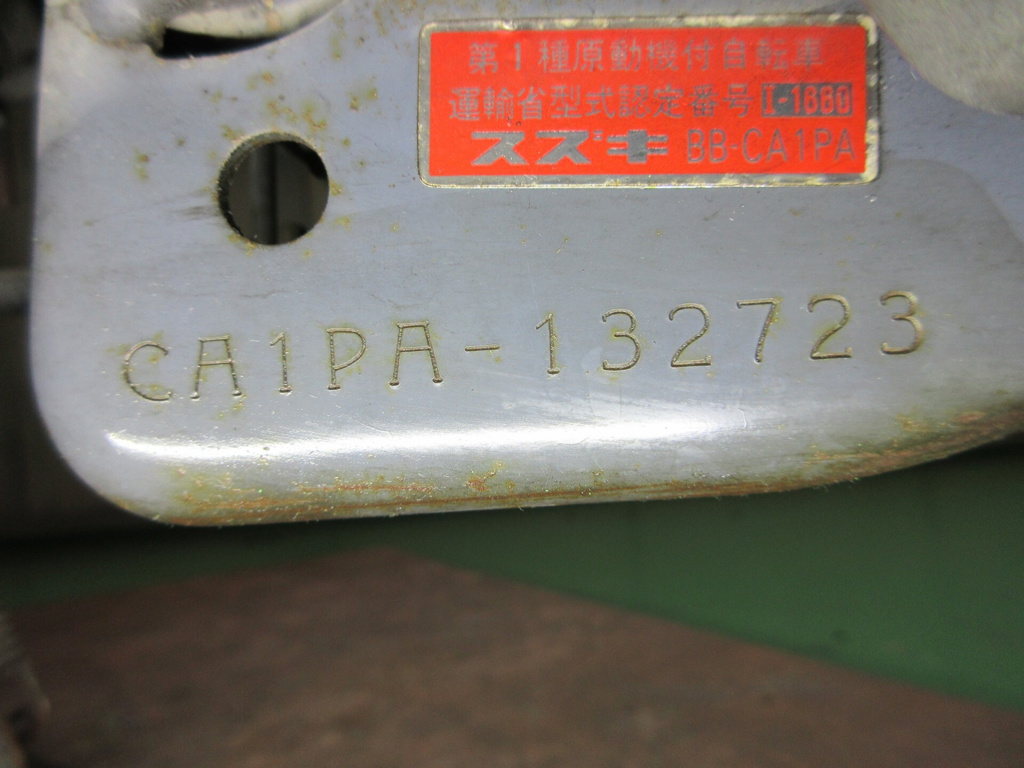 第1種原動機付自転車
運輸省型式認定番号 I-1880
スズキ BB-CA1PA
CA1PA-132723